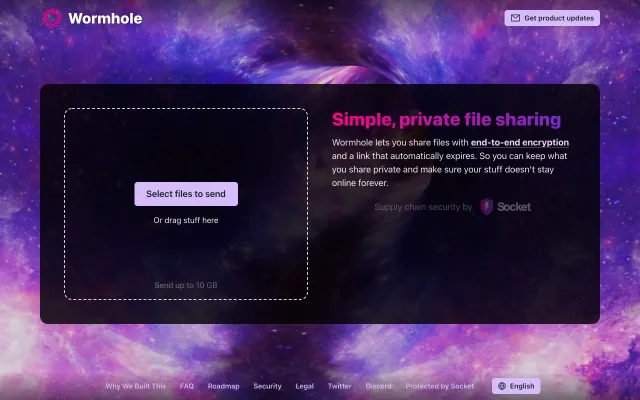 Wormhole
Get product updates
Select files to send
Or drag stuff here
Send up to 10 GB
Simple, private file sharing
Wormhole lets you share files with end-to-end encryption
and a link that automatically expires. So you can keep what
you share private and make sure your stuff doesn't stay
online forever.
Supply chain security by Socket
Why We Built This FAQ Roadmap Security Legal Twitter Discord Protected by Socket English